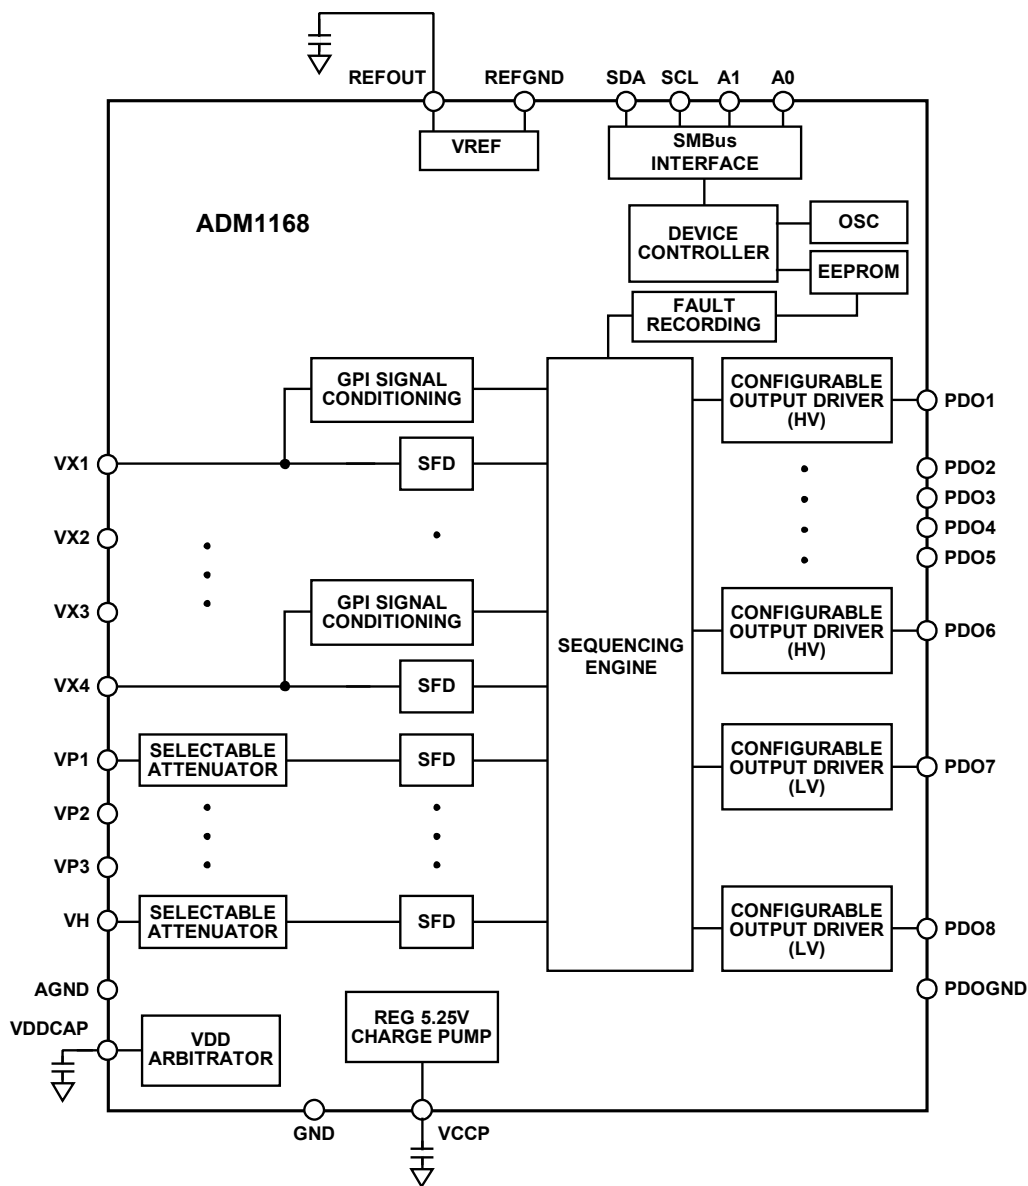 REFOUT
REFGND
SDA
SCL
A1
A0
VREF
SMBus
INTERFACE
ADM1168
DEVICE
CONTROLLER
OSC
EEPROM
FAULT
RECORDING
GPI SIGNAL
CONDITIONING
CONFIGURABLE
OUTPUT DRIVER
(HV)
PDO1
VX1
SFD
PDO2
PDO3
PDO4
PDO5
VX2
VX3
GPI SIGNAL
CONDITIONING
SEQUENCING
ENGINE
CONFIGURABLE
OUTPUT DRIVER
(HV)
PDO6
VX4
SFD
VP1
SELECTABLE
ATTENUATOR
SFD
CONFIGURABLE
OUTPUT DRIVER
(LV)
PDO7
VP2
VP3
VH
SELECTABLE
ATTENUATOR
SFD
CONFIGURABLE
OUTPUT DRIVER
(LV)
PDO8
AGND
PDOGND
VDDCAP
VDD
ARBITRATOR
REG 5.25V
CHARGE PUMP
GND
VCCP